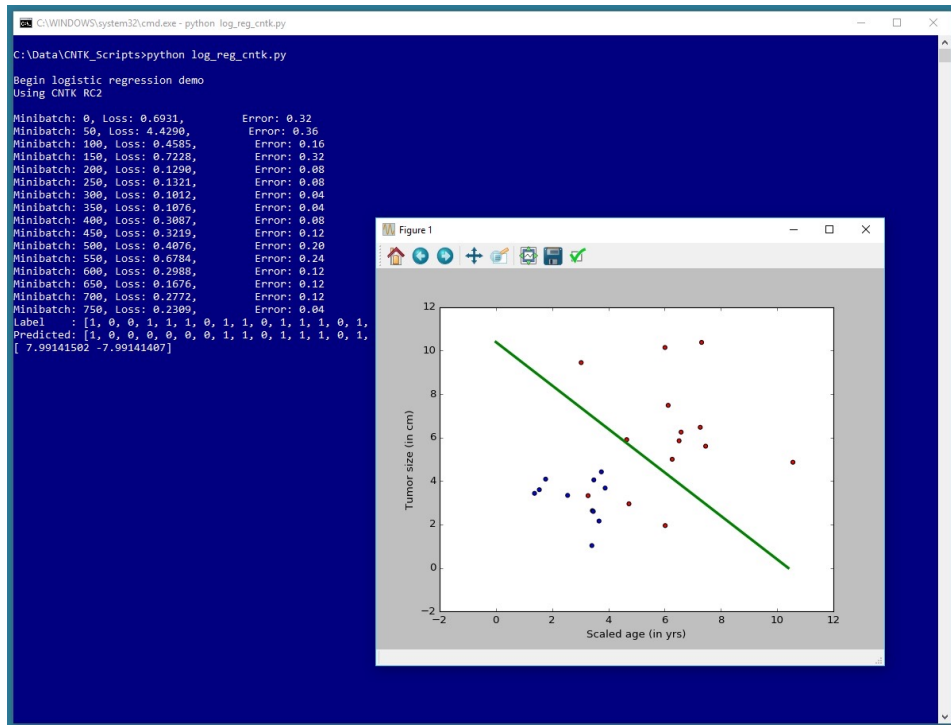 C:\WINDOWS\system32\cmd.exe - python log_reg_cntk.py
C:\Data\CNTK_Scripts>python log_reg_cntk.py
Begin logistic regression demo
Using CNTK RC2
Minibatch: 0, Loss: 0.6931, Error: 0.32
Minibatch: 50, Loss: 4.4290, Error: 0.36
Minibatch: 100, Loss: 0.4585, Error: 0.16
Minibatch: 150, Loss: 0.7228, Error: 0.32
Minibatch: 200, Loss: 0.1290, Error: 0.08
Minibatch: 250, Loss: 0.1321, Error: 0.08
Minibatch: 300, Loss: 0.1012, Error: 0.04
Minibatch: 350, Loss: 0.1076, Error: 0.04
Minibatch: 400, Loss: 0.3087, Error: 0.08
Minibatch: 450, Loss: 0.3219, Error: 0.12
Minibatch: 500, Loss: 0.4076, Error: 0.20
Minibatch: 550, Loss: 0.6784, Error: 0.24
Minibatch: 600, Loss: 0.2988, Error: 0.12
Minibatch: 650, Loss: 0.1676, Error: 0.12
Minibatch: 700, Loss: 0.2772, Error: 0.12
Minibatch: 750, Loss: 0.2309, Error: 0.04
Label    : [1, 0, 0, 1, 1, 1, 0, 1, 1, 0, 1, 1, 1, 0, 1,
Predicted: [1, 0, 0, 0, 0, 0, 0, 1, 1, 0, 1, 1, 1, 0, 1,
[ 7.99141502 -7.99141407]
Figure 1
12
10
8
6
4
2
0
−2
Tumor size (in cm)
−2 0 2 4 6 8 10 12
Scaled age (in yrs)